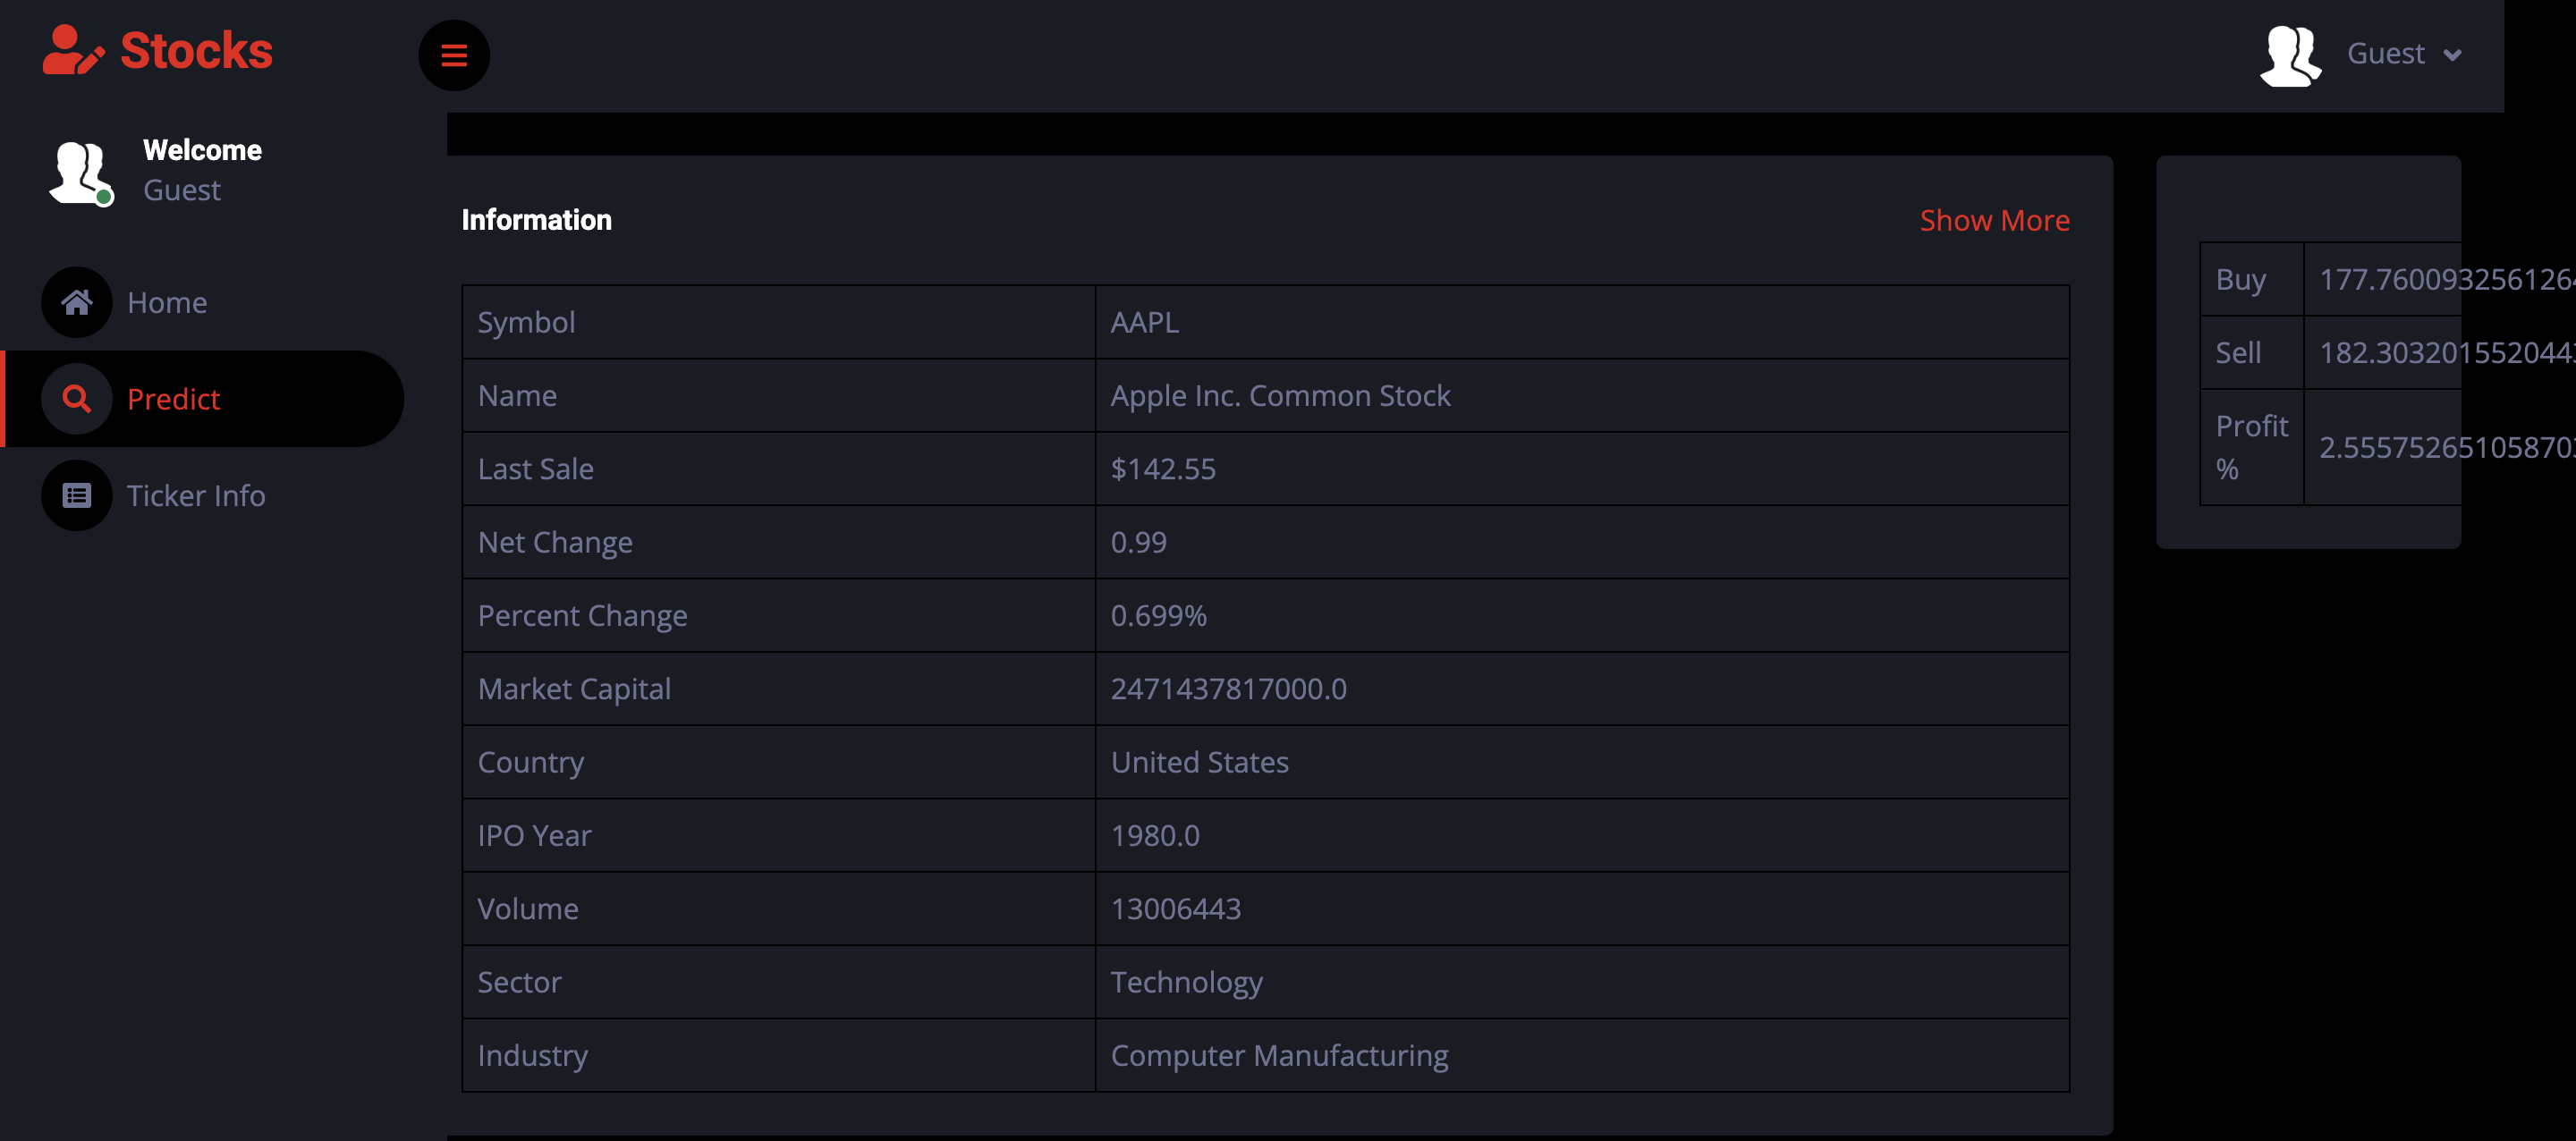 Stocks
Guest
Welcome
Guest
Home
Predict
Ticker Info
Information
Show More
Symbol AAPL
Name Apple Inc. Common Stock
Last Sale $142.55
Net Change 0.99
Percent Change 0.699%
Market Capital 2471437817000.0
Country United States
IPO Year 1980.0
Volume 13006443
Sector Technology
Industry Computer Manufacturing
Buy 177.760093256126
Sell 182.303201552044
Profit
% 2.55575265105870